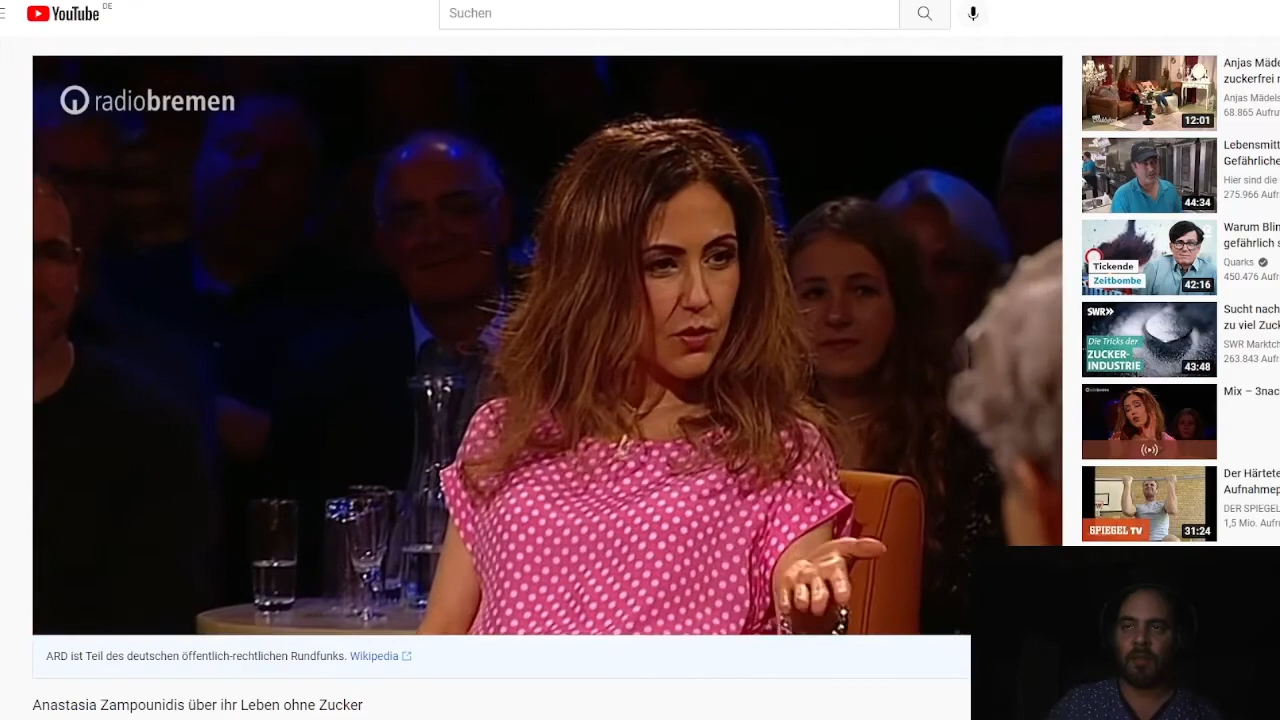 YouTube DE
Suchen
radiobremen
ARD ist Teil des deutschen öffentlich-rechtlichen Rundfunks. Wikipedia
Anastasia Zampounidis über ihr Leben ohne Zucker
Anjas Mäde
zuckerfrei
Anjas Mädels
68.865 Aufru
12:01
Lebensmitt
Gefährliche
Hier sind die
275.966 Aufr
44:34
Warum Blin
gefährlich s
Quarks
450.476 Aufr
Tickende
Zeitbombe
42:16
Sucht nach
zu viel Zuck
SWR Marktch
263.843 Aufr
SWR»
Die Tricks der
ZUCKER-
INDUSTRIE
43:48
Mix – 3nac
Der Härtete
Aufnahmep
DER SPIEGEL
1,5 Mio. Aufr
SPIEGEL TV
31:24